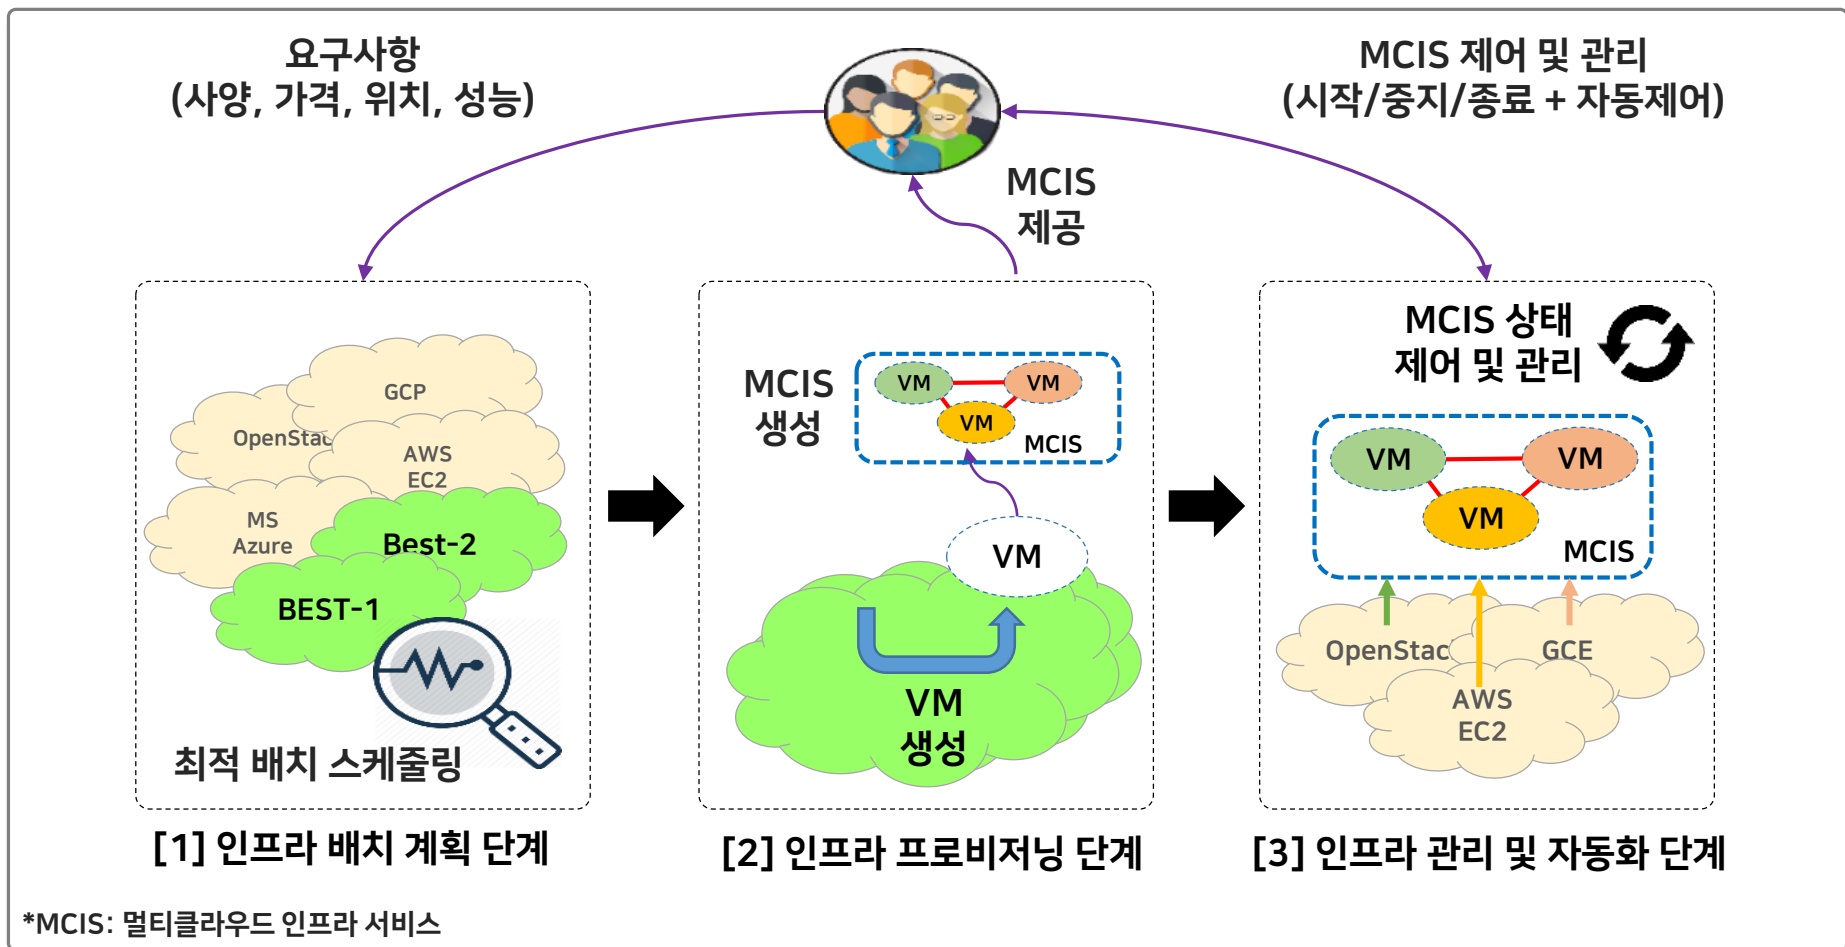 요구사항
(사양, 가격, 위치, 성능)
MCIS 제어 및 관리
(시작/중지/종료 + 자동제어)
MCIS
제공
GCP
OpenStac
AWS
EC2
MS
Azure
Best-2
BEST-1
최적 배치 스케줄링
[1] 인프라 배치 계획 단계
MCIS
생성
VM
VM
VM
MCIS
VM
VM
생성
[2] 인프라 프로비저닝 단계
MCIS 상태
제어 및 관리
VM
VM
VM
MCIS
OpenStac
GCE
AWS
EC2
[3] 인프라 관리 및 자동화 단계
*MCIS: 멀티클라우드 인프라 서비스